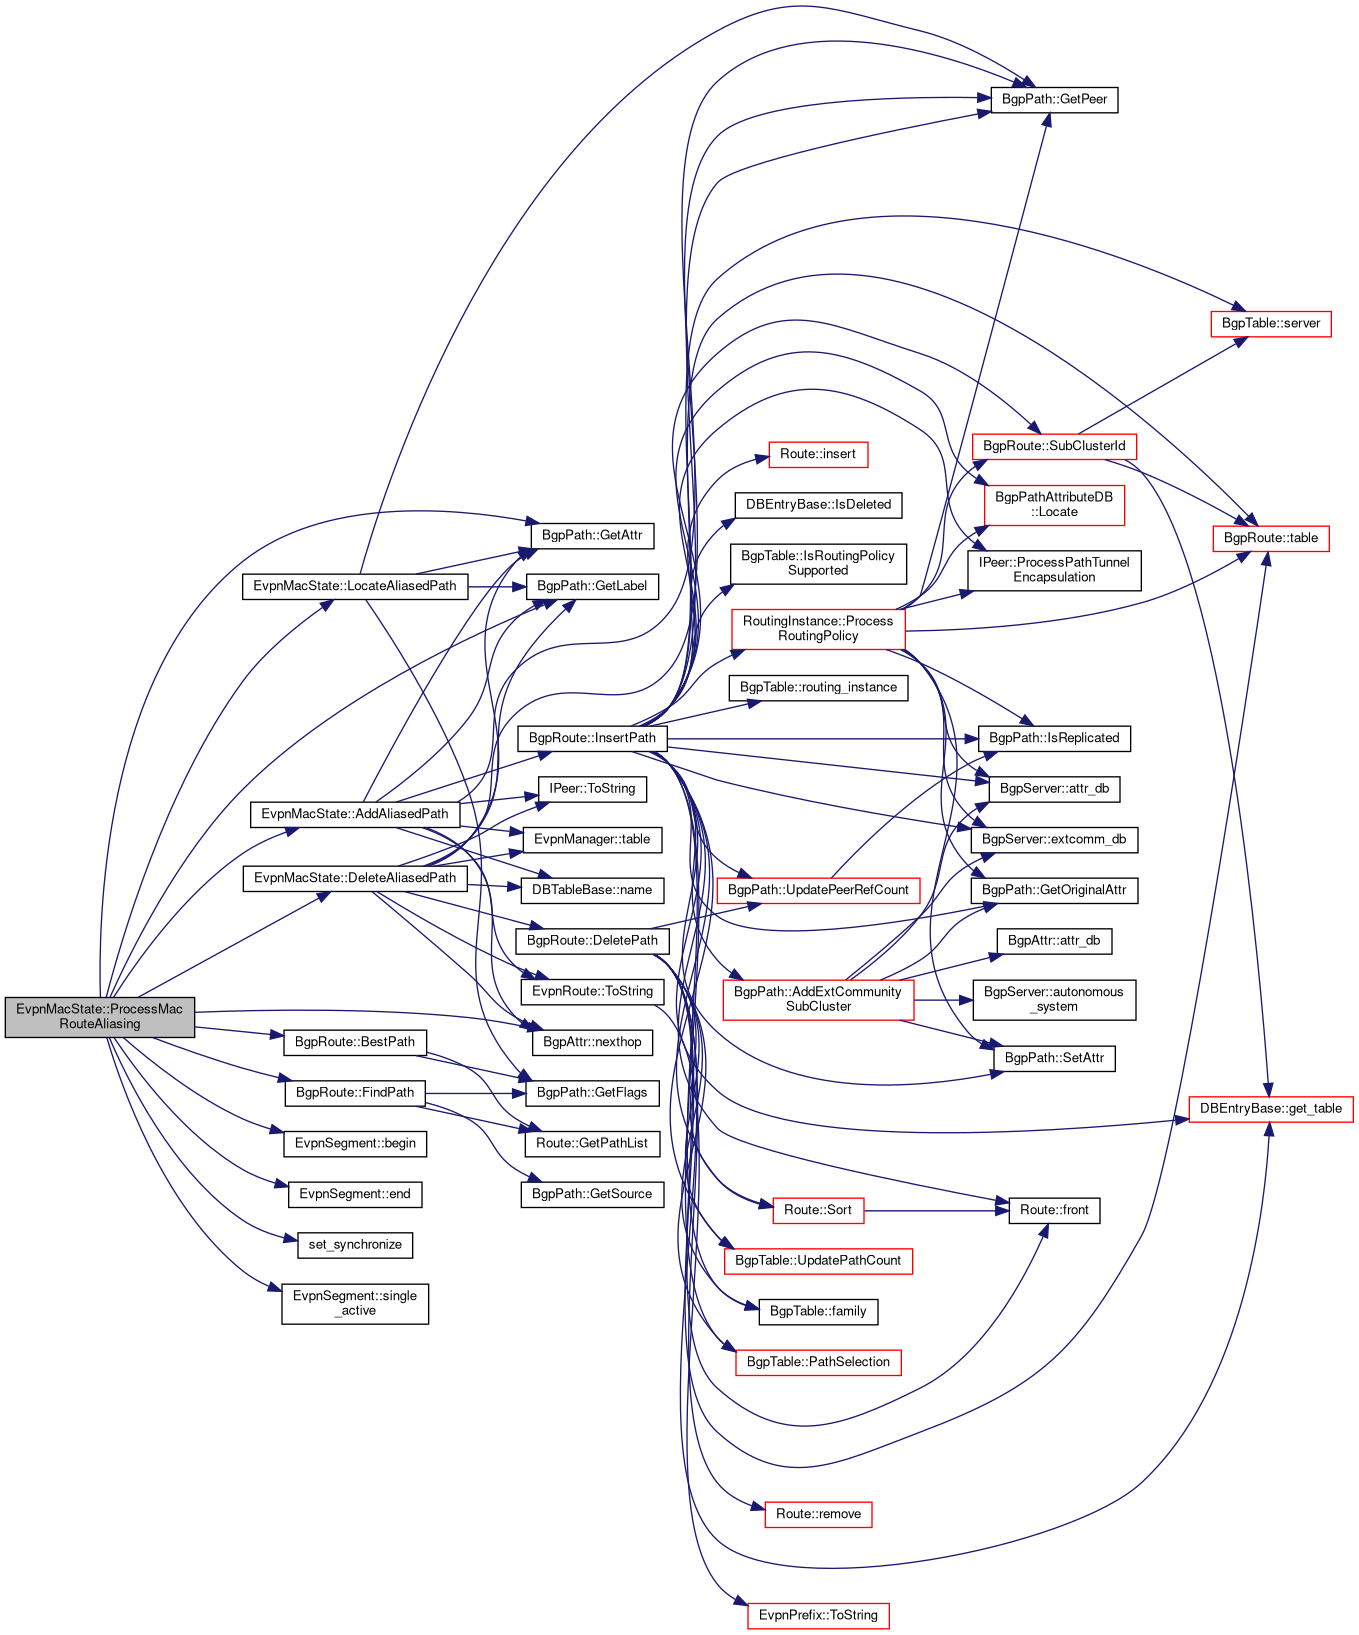 EvpnMacState::ProcessMac
RouteAliasing
EvpnMacState::LocateAliasedPath
EvpnMacState::AddAliasedPath
EvpnMacState::DeleteAliasedPath
BgpRoute::BestPath
BgpRoute::FindPath
EvpnSegment::begin
EvpnSegment::end
set_synchronize
EvpnSegment::single
_active
BgpPath::GetAttr
BgpPath::GetLabel
BgpRoute::InsertPath
IPeer::ToString
EvpnManager::table
DBTableBase::name
BgpRoute::DeletePath
EvpnRoute::ToString
BgpAttr::nexthop
BgpPath::GetFlags
Route::GetPathList
BgpPath::GetSource
Route::insert
DBEntryBase::IsDeleted
BgpTable::IsRoutingPolicy
Supported
RoutingInstance::Process
RoutingPolicy
BgpTable::routing_instance
BgpPath::UpdatePeerRefCount
BgpPath::AddExtCommunity
SubCluster
Route::Sort
BgpTable::UpdatePathCount
BgpTable::family
BgpTable::PathSelection
Route::remove
EvpnPrefix::ToString
BgpPath::GetPeer
BgpRoute::SubClusterId
BgpPathAttributeDB
::Locate
IPeer::ProcessPathTunnel
Encapsulation
BgpPath::IsReplicated
BgpServer::attr_db
BgpServer::extcomm_db
BgpPath::GetOriginalAttr
BgpAttr::attr_db
BgpServer::autonomous
_system
BgpPath::SetAttr
Route::front
BgpTable::server
BgpRoute::table
DBEntryBase::get_table